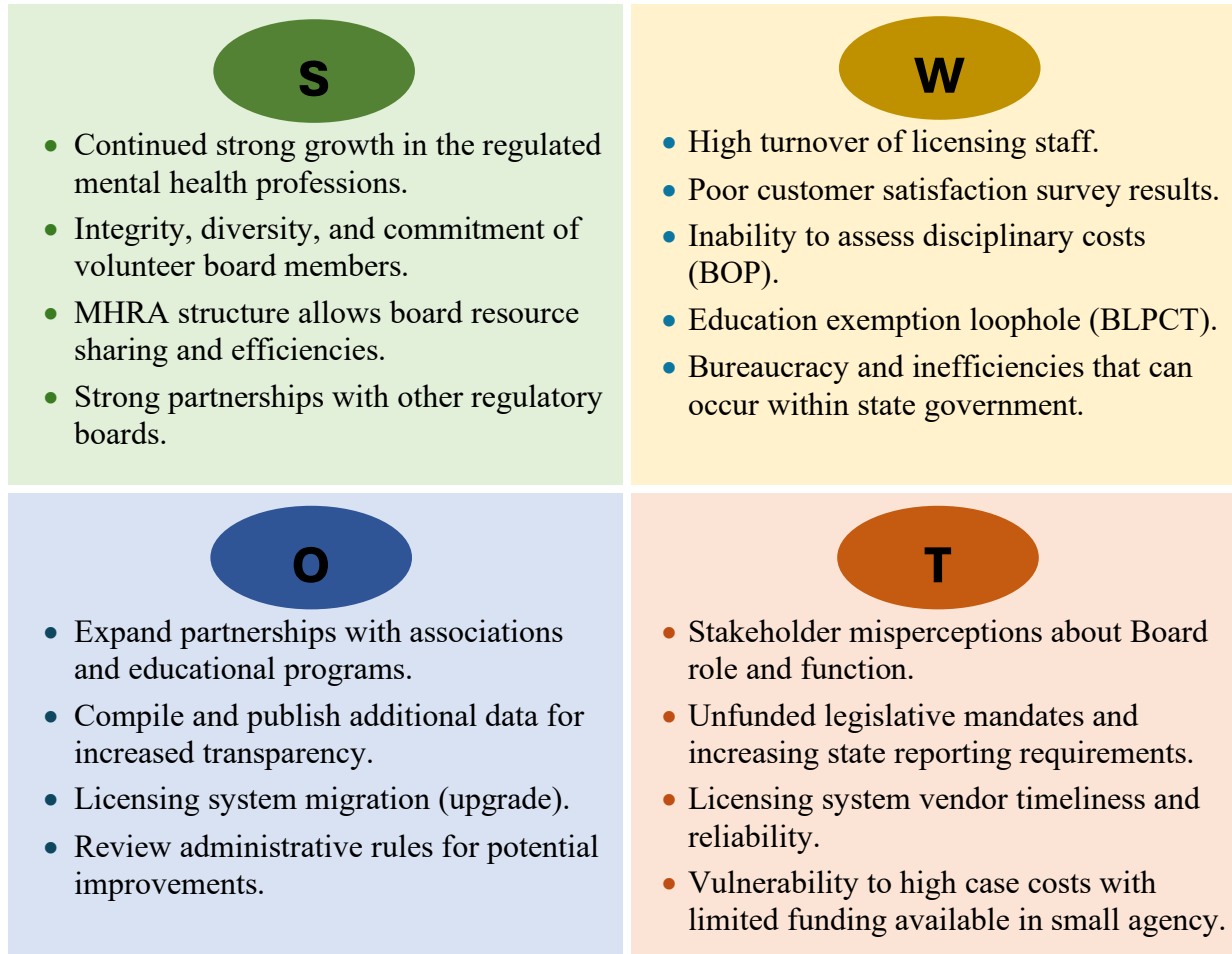 S
• Continued strong growth in the regulated
mental health professions.
• Integrity, diversity, and commitment of
volunteer board members.
• MHRA structure allows board resource
sharing and efficiencies.
• Strong partnerships with other regulatory
boards.
W
• High turnover of licensing staff.
• Poor customer satisfaction survey results.
• Inability to assess disciplinary costs
(BOP).
• Education exemption loophole (BLPCT).
• Bureaucracy and inefficiencies that can
occur within state government.
O
• Expand partnerships with associations
and educational programs.
• Compile and publish additional data for
increased transparency.
• Licensing system migration (upgrade).
• Review administrative rules for potential
improvements.
T
• Stakeholder misperceptions about Board
role and function.
• Unfunded legislative mandates and
increasing state reporting requirements.
• Licensing system vendor timeliness and
reliability.
• Vulnerability to high case costs with
limited funding available in small agency.